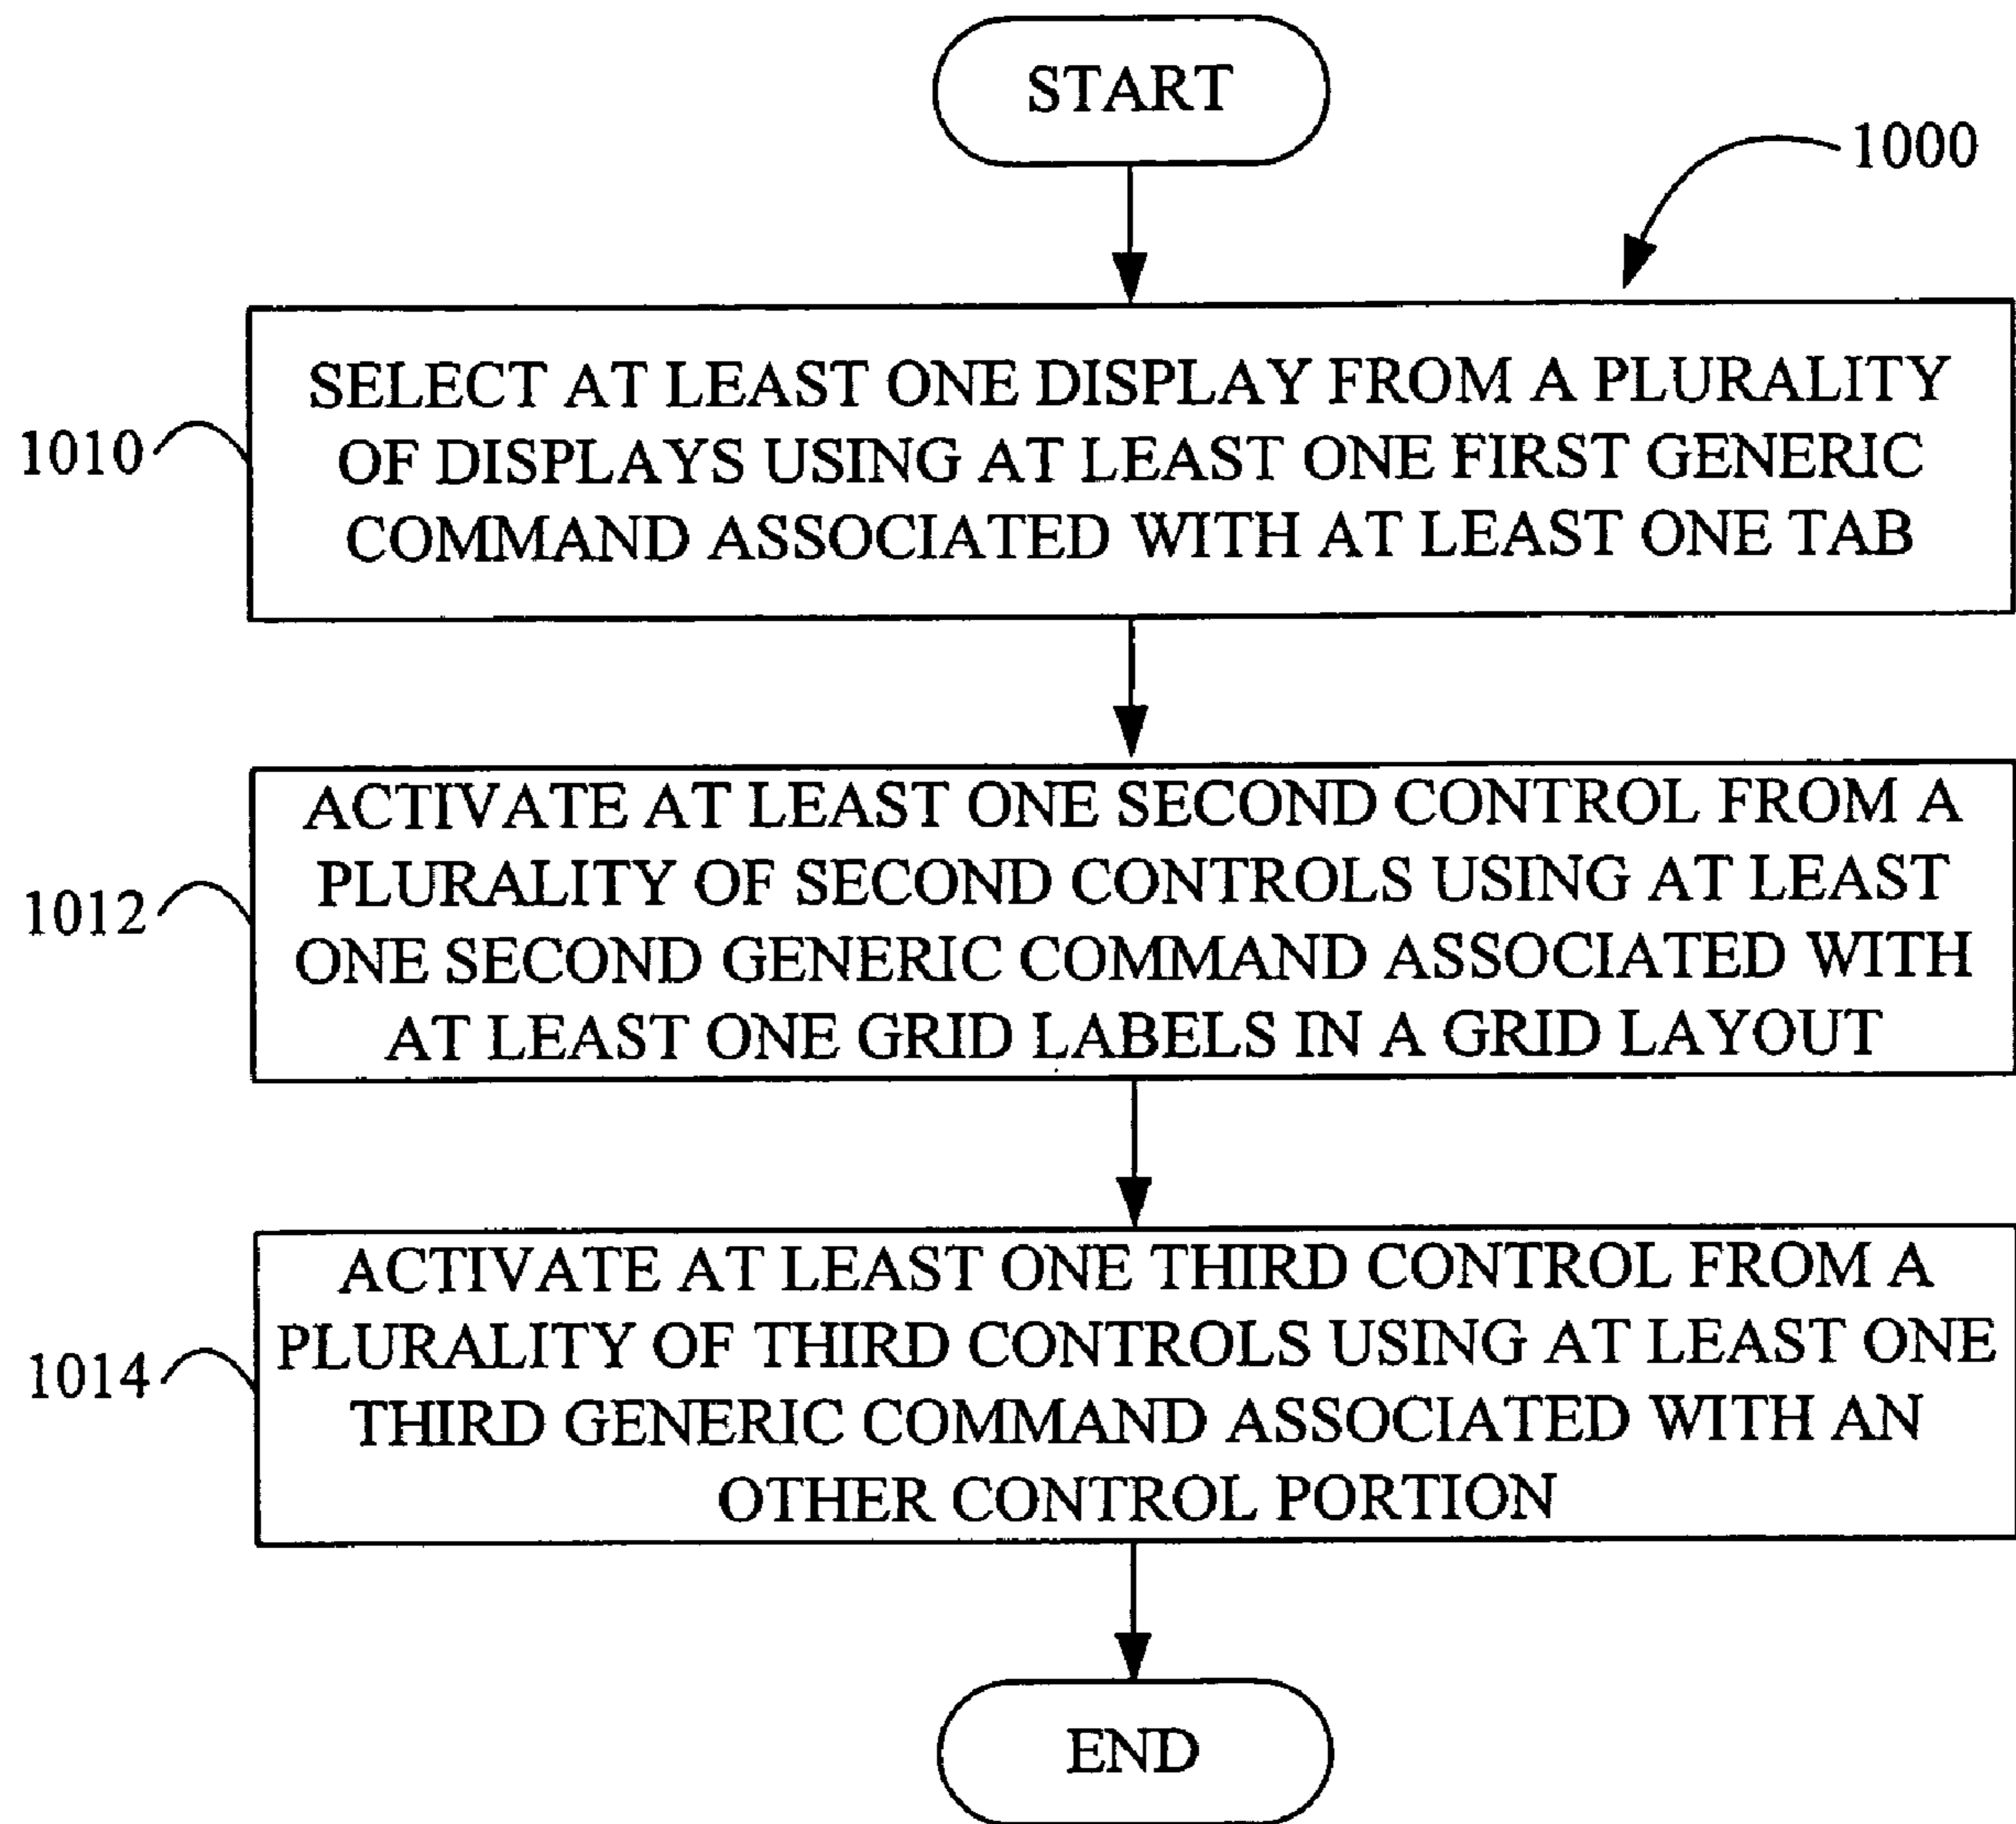 START
1000
SELECT AT LEAST ONE DISPLAY FROM A PLURALITY
OF DISPLAYS USING AT LEAST ONE FIRST GENERIC
COMMAND ASSOCIATED WITH AT LEAST ONE TAB
1010
ACTIVATE AT LEAST ONE SECOND CONTROL FROM A
PLURALITY OF SECOND CONTROLS USING AT LEAST
ONE SECOND GENERIC COMMAND ASSOCIATED WITH
AT LEAST ONE GRID LABELS IN A GRID LAYOUT
1012
ACTIVATE AT LEAST ONE THIRD CONTROL FROM A
PLURALITY OF THIRD CONTROLS USING AT LEAST ONE
THIRD GENERIC COMMAND ASSOCIATED WITH AN
OTHER CONTROL PORTION
1014
END